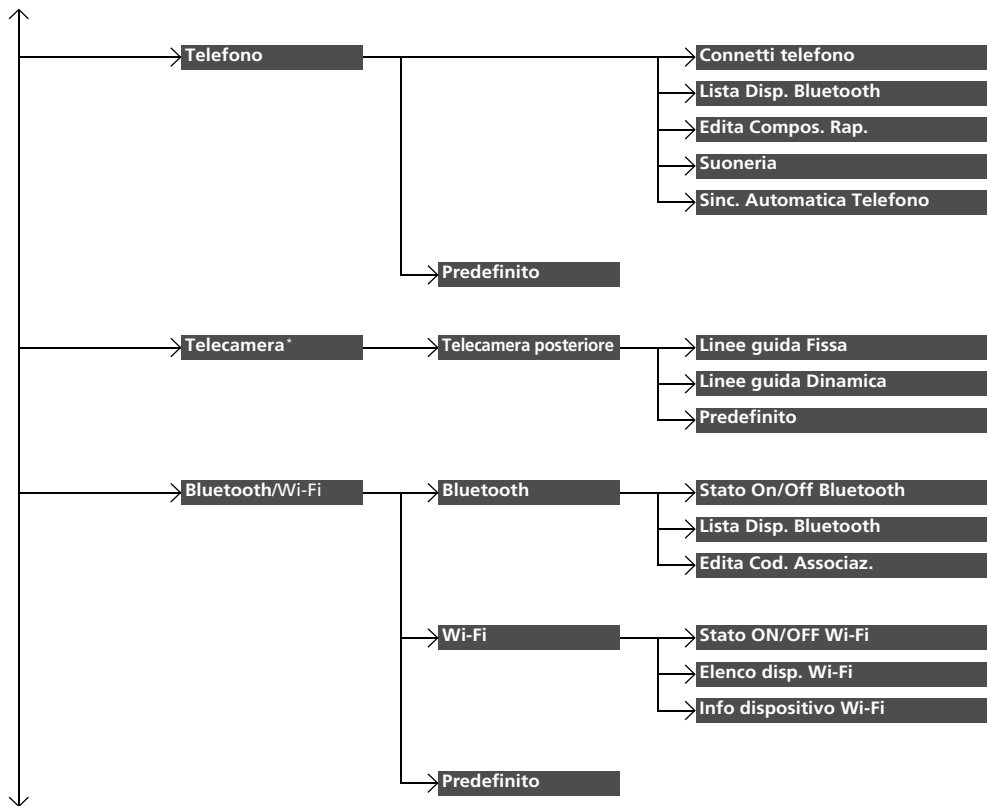 Telefono
Connetti telefono
Lista Disp. Bluetooth
Edita Compos. Rap.
Suoneria
Sinc. Automatica Telefono
Predefinito
Telecamera*
Telecamera posteriore
Linee guida Fissa
Linee guida Dinamica
Predefinito
Bluetooth/Wi-Fi
Bluetooth
Stato On/Off Bluetooth
Lista Disp. Bluetooth
Edita Cod. Associaz.
Wi-Fi
Stato ON/OFF Wi-Fi
Elenco disp. Wi-Fi
Info dispositivo Wi-Fi
Predefinito